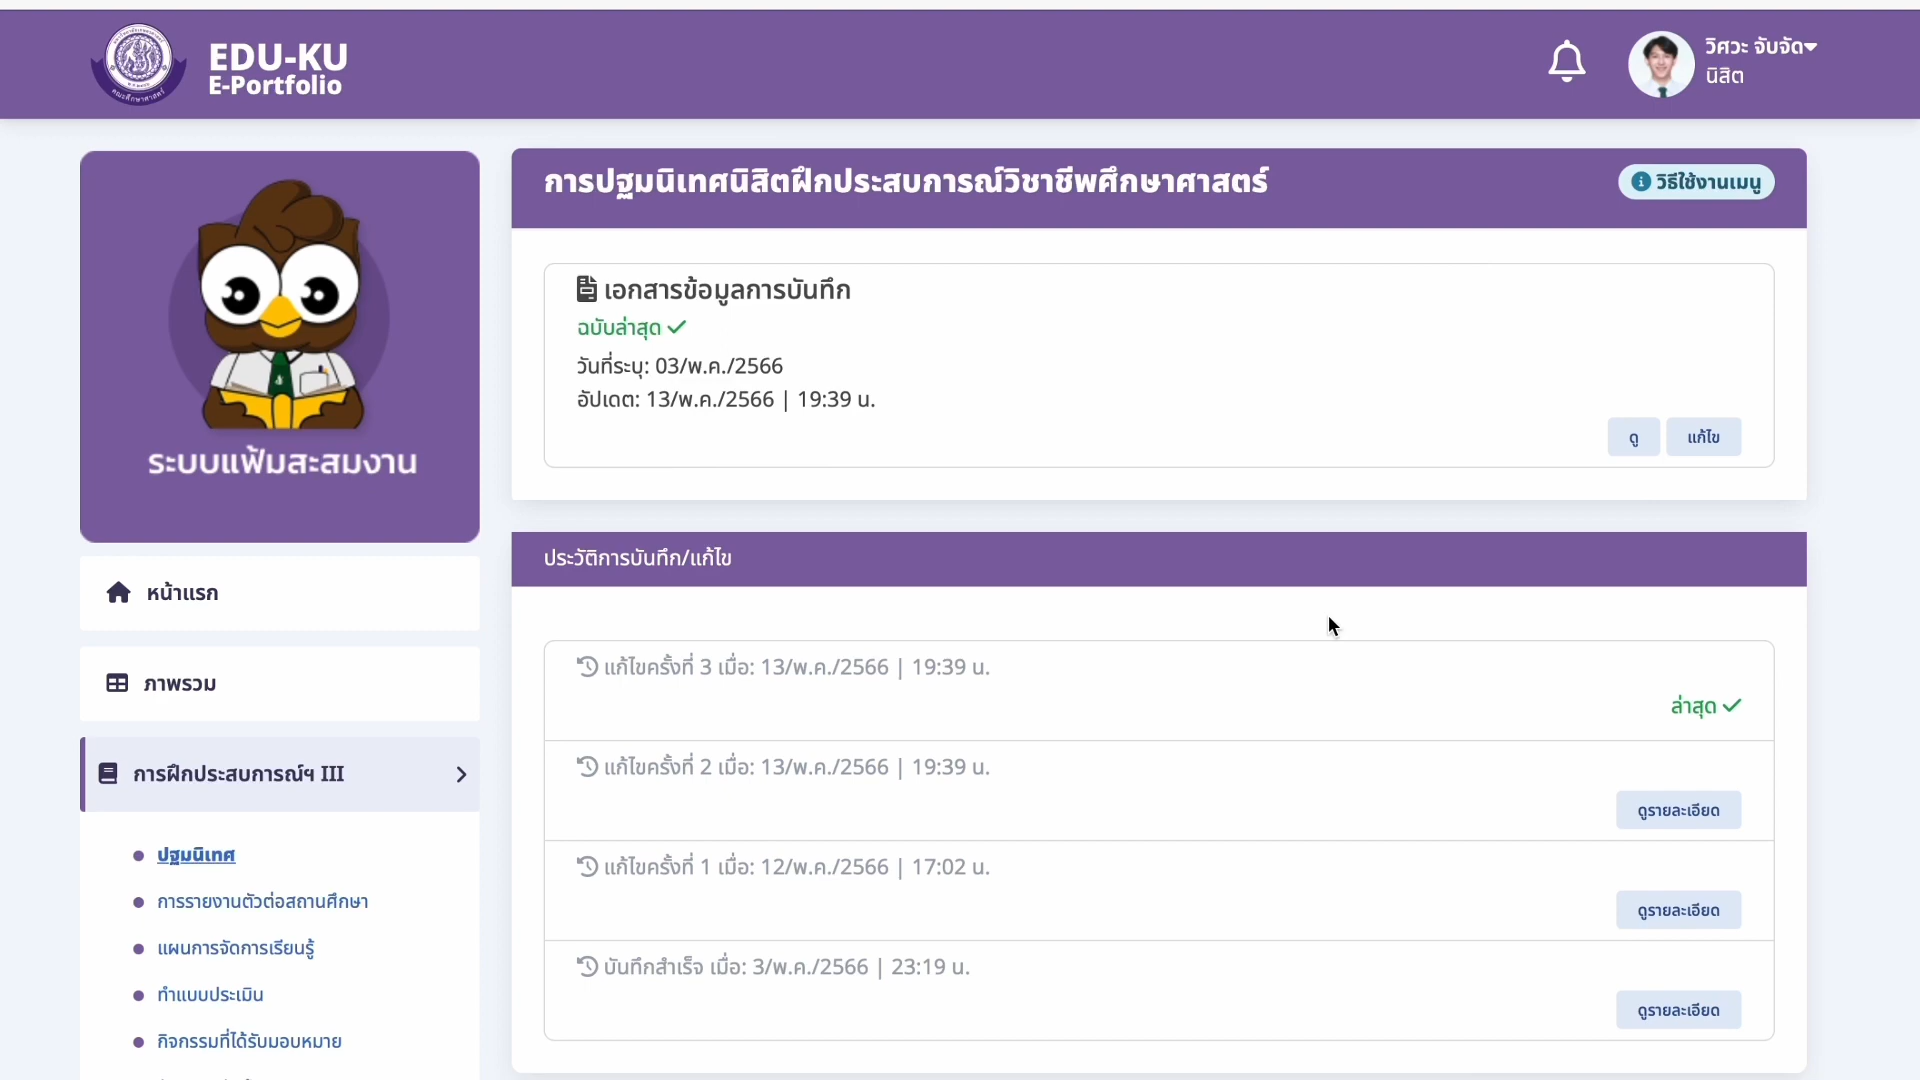 EDU-KU
E-Portfolio
คณะศึกษาศาสตร์
วิศวะ จับจัด
นิสิต
ระบบแฟ้มสะสมงาน
หน้าแรก
ภาพรวม
การฝึกประสบการณ์ฯ III
ปฐมนิเทศ
การรายงานตัวต่อสถานศึกษา
แผนการจัดการเรียนรู้
ทำแบบประเมิน
กิจกรรมที่ได้รับมอบหมาย
การปฐมนิเทศนิสิตฝึกประสบการณ์วิชาชีพศึกษาศาสตร์
วิธีใช้งานเมนู
เอกสารข้อมูลการบันทึก
ฉบับล่าสุด
วันที่ระบุ: 03/พ.ค./2566
อัปเดต: 13/พ.ค./2566 | 19:39 น.
ดู
แก้ไข
ประวัติการบันทึก/แก้ไข
แก้ไขครั้งที่ 3 เมื่อ: 13/พ.ค./2566 | 19:39 น.
ล่าสุด
แก้ไขครั้งที่ 2 เมื่อ: 13/พ.ค./2566 | 19:39 น.
ดูรายละเอียด
แก้ไขครั้งที่ 1 เมื่อ: 12/พ.ค./2566 | 17:02 น.
ดูรายละเอียด
บันทึกสำเร็จ เมื่อ: 3/พ.ค./2566 | 23:19 น.
ดูรายละเอียด